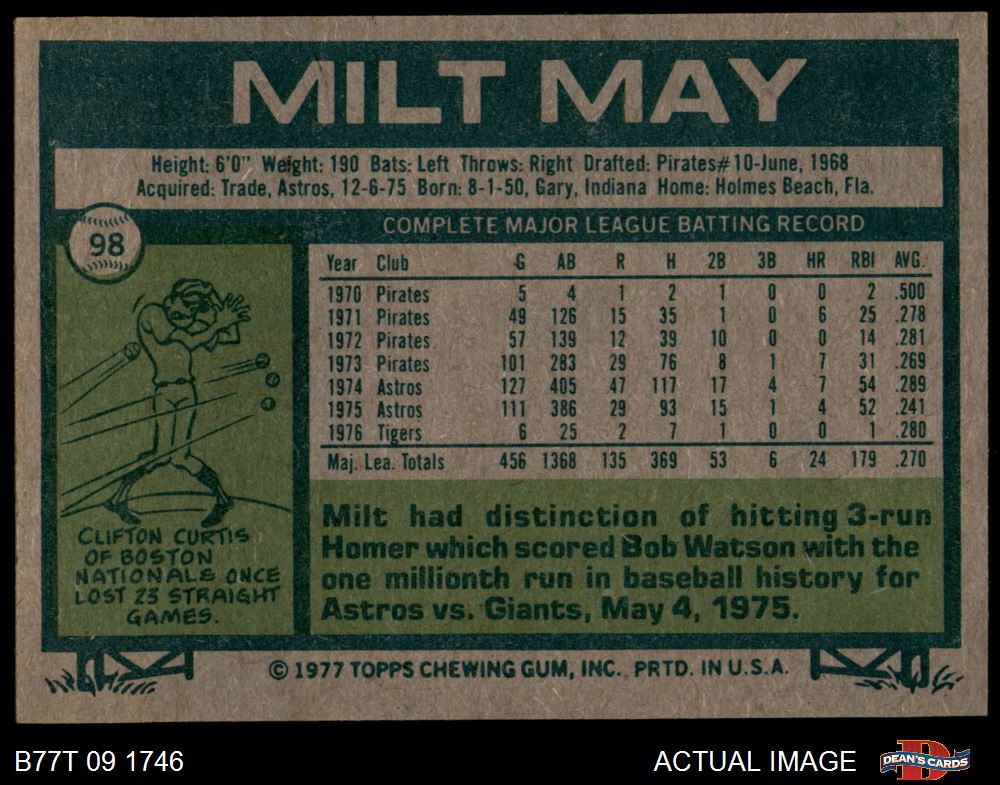 MILT MAY
Height: 6'0" Weight: 190 Bats: Left Throws: Right Drafted: Pirates#10-June, 1968
Acquired: Trade, Astros, 12-6-75 Born: 8-1-50, Gary, Indiana Home: Holmes Beach, Fla.
98
COMPLETE MAJOR LEAGUE BATTING RECORD
Year Club G AB R H 2B 3B HR RBI AVG.
1970 Pirates 5 4 1 2 1 0 0 2 .500
1971 Pirates 49 126 15 35 1 0 6 25 .278
1972 Pirates 57 139 12 39 10 0 0 14 .281
1973 Pirates 101 283 29 76 8 1 7 31 .269
1974 Astros 127 405 47 117 17 4 7 54 .289
1975 Astros 111 386 29 93 15 1 4 52 .241
1976 Tigers 6 25 2 7 1 0 0 1 .280
Maj. Lea. Totals 456 1368 135 369 53 6 24 179 .270
CLIFTON CURTIS
OF BOSTON
NATIONALS ONCE
LOST 23 STRAIGHT
GAMES.
Milt had distinction of hitting 3-run
Homer which scored Bob Watson with the
one millionth run in baseball history for
Astros vs. Giants, May 4, 1975.
© 1977 TOPPS CHEWING GUM, INC. PRTD. IN U.S.A.
B77T 09 1746
ACTUAL IMAGE
D
DEAN'S CARDS